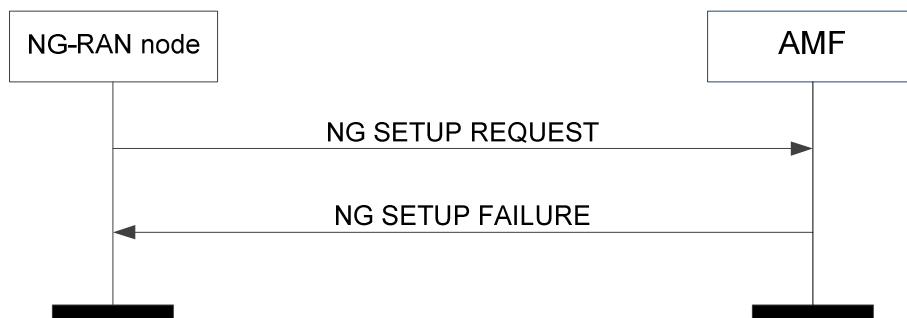 NG-RAN node
AMF
NG SETUP REQUEST
NG SETUP FAILURE